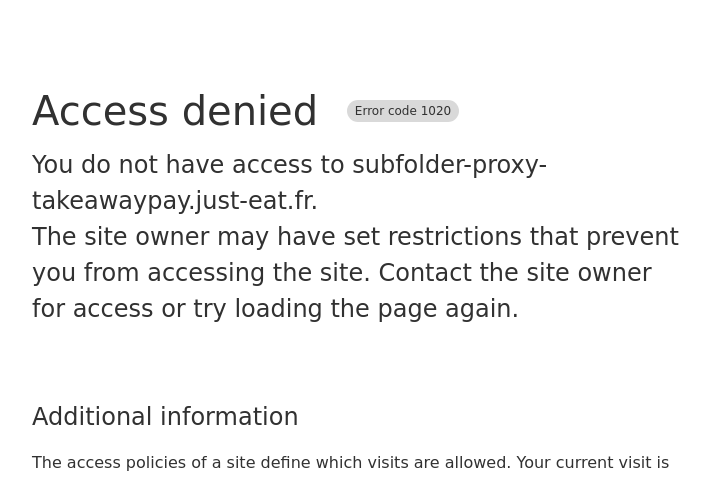 Access denied Error code 1020
You do not have access to subfolder-proxy-
takeawaypay.just-eat.fr.
The site owner may have set restrictions that prevent
you from accessing the site. Contact the site owner
for access or try loading the page again.
Additional information
The access policies of a site define which visits are allowed. Your current visit is